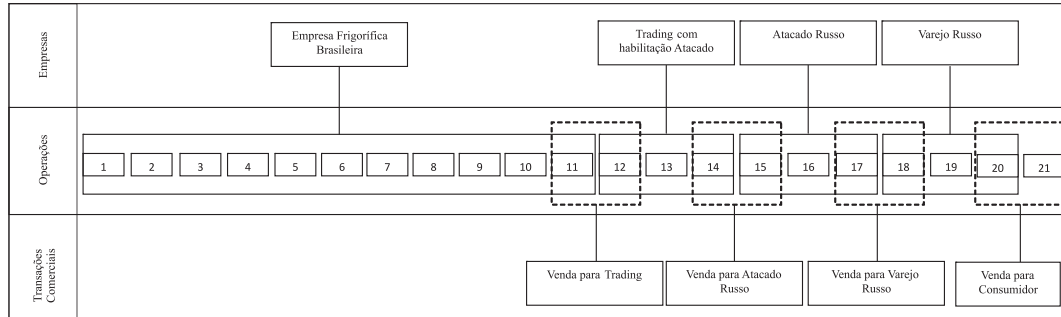 Empresas
Empresa Frigorífica
Brasileira
Trading com
habilitação Atacado
Atacado Russo
Varejo Russo
Operações
1 2 3 4 5 6 7 8 9 10 11 12 13 14 15 16 17 18 19 20 21
Transações
Comerciais
Venda para Trading
Venda para Atacado
Russo
Venda para Varejo
Russo
Venda para
Consumidor